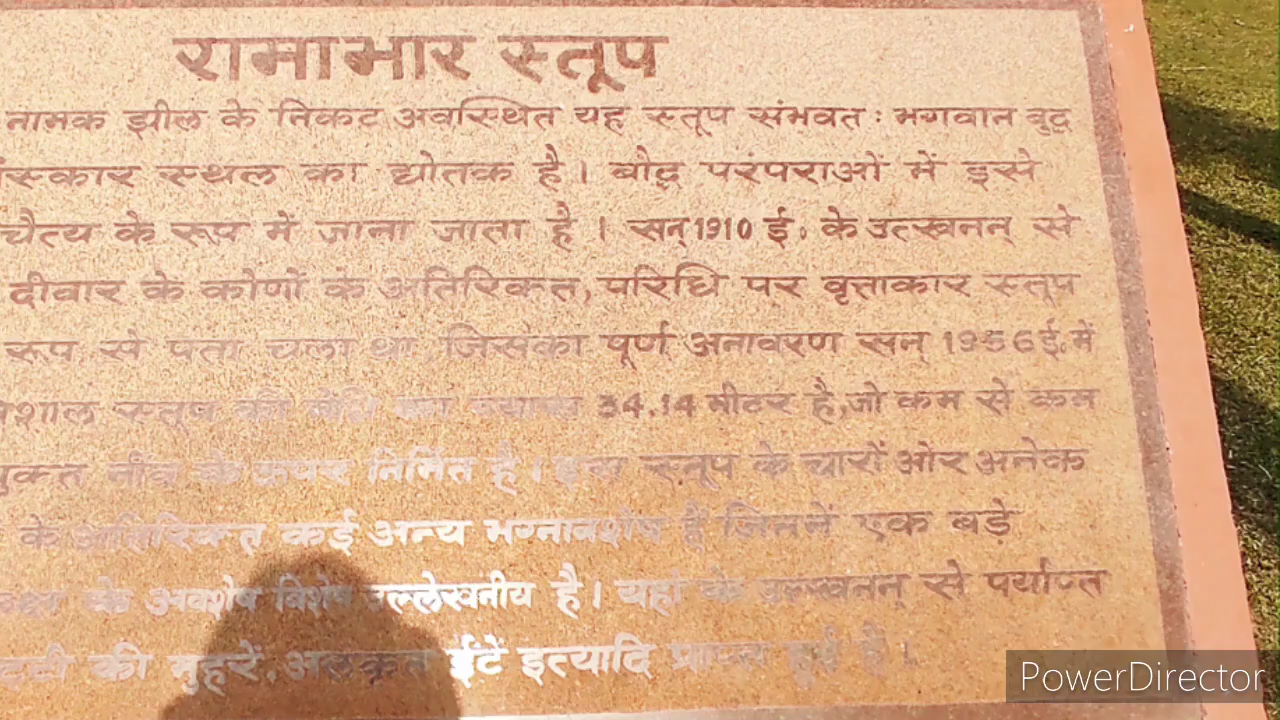 रामाभार स्तूप
नामक झील के निकट अवस्थित यह स्तूप संभवत: भगवान बुद्ध
स्थल का द्योतक है। बौद्ध परंपराओं में इसे
चैत्य के रूप में जाना जाता है। सन् 1910 ई॰ के उत्खनन् से
दीवार के कोणों के अतिरिक्त, परिधि पर वृत्ताकार स्तूप
रूप से पता चला था, जिसका पूर्ण अनावरण सन् 1956 ई. में
स्तूप की 34.14 मीटर है, जो कम से कम
नींव के ऊपर निर्मित है। इस स्तूप के चारों ओर अनेक
के अतिरिक्त कई अन्य भग्नावशेष हैं जिनमें एक बड़े
के अवशेष विशेष उल्लेखनीय है। यहां के उत्खनन् से पर्याप्त
की मुहरें, अलंकृत ईंटें इत्यादि प्राप्त हुई है।
PowerDirector